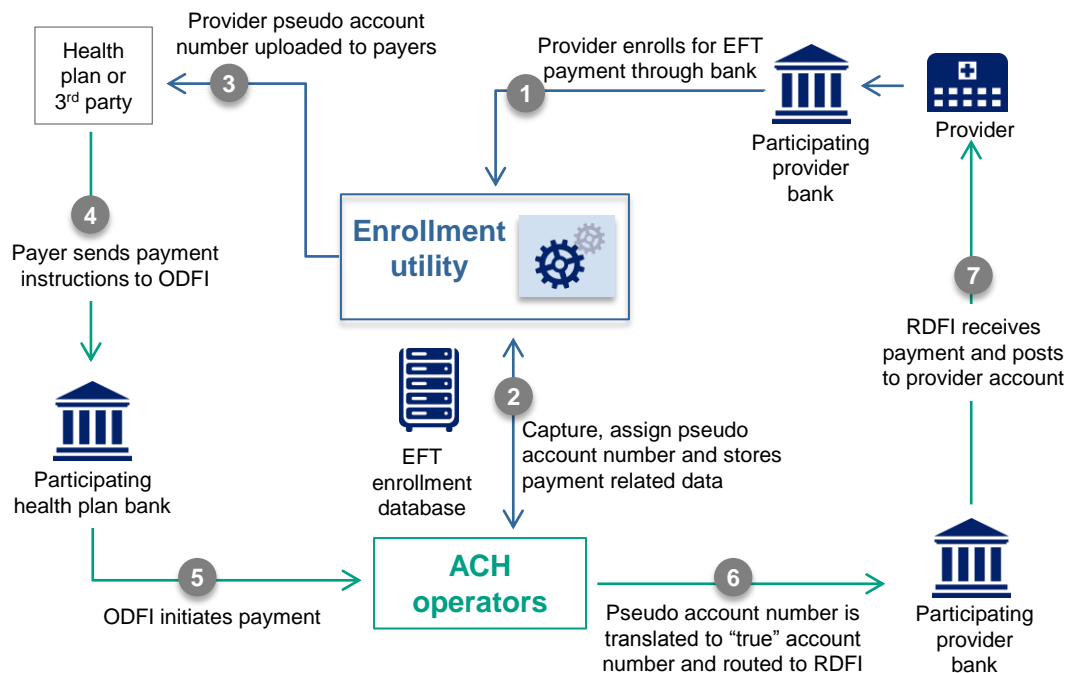 Provider pseudo account
number uploaded to payers
Health
plan or
3rd party
3
Provider enrolls for EFT
payment through bank
1
Participating
provider
bank
Provider
Enrollment
utility
4
Payer sends payment
instructions to ODFI
2
Capture, assign pseudo
account number and stores
payment related data
EFT
enrollment
database
7
RDFI receives
payment and posts
to provider account
Participating
health plan bank
5
ODFI initiates payment
ACH
operators
6
Pseudo account number is
translated to “true” account
number and routed to RDFI
Participating
provider
bank